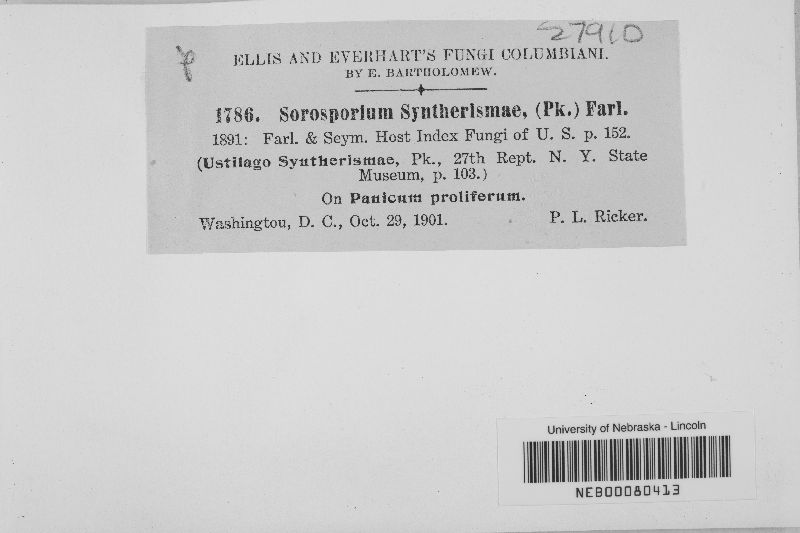 27910
ELLIS AND EVERHART'S FUNGI COLUMBIANI.
BY E. BARTHOLOMEW.
1786. Sorosporium Syntherismae, (Pk.) Farl.
1891: Farl. & Seym. Host Index Fungi of U. S. p. 152.
(Ustilago Syntherismae, Pk., 27th Rept. N. Y. State
Museum, p. 103.)
On Panicum proliferum.
Washington, D. C., Oct. 29, 1901. P. L. Ricker.
University of Nebraska - Lincoln
NEB00080413